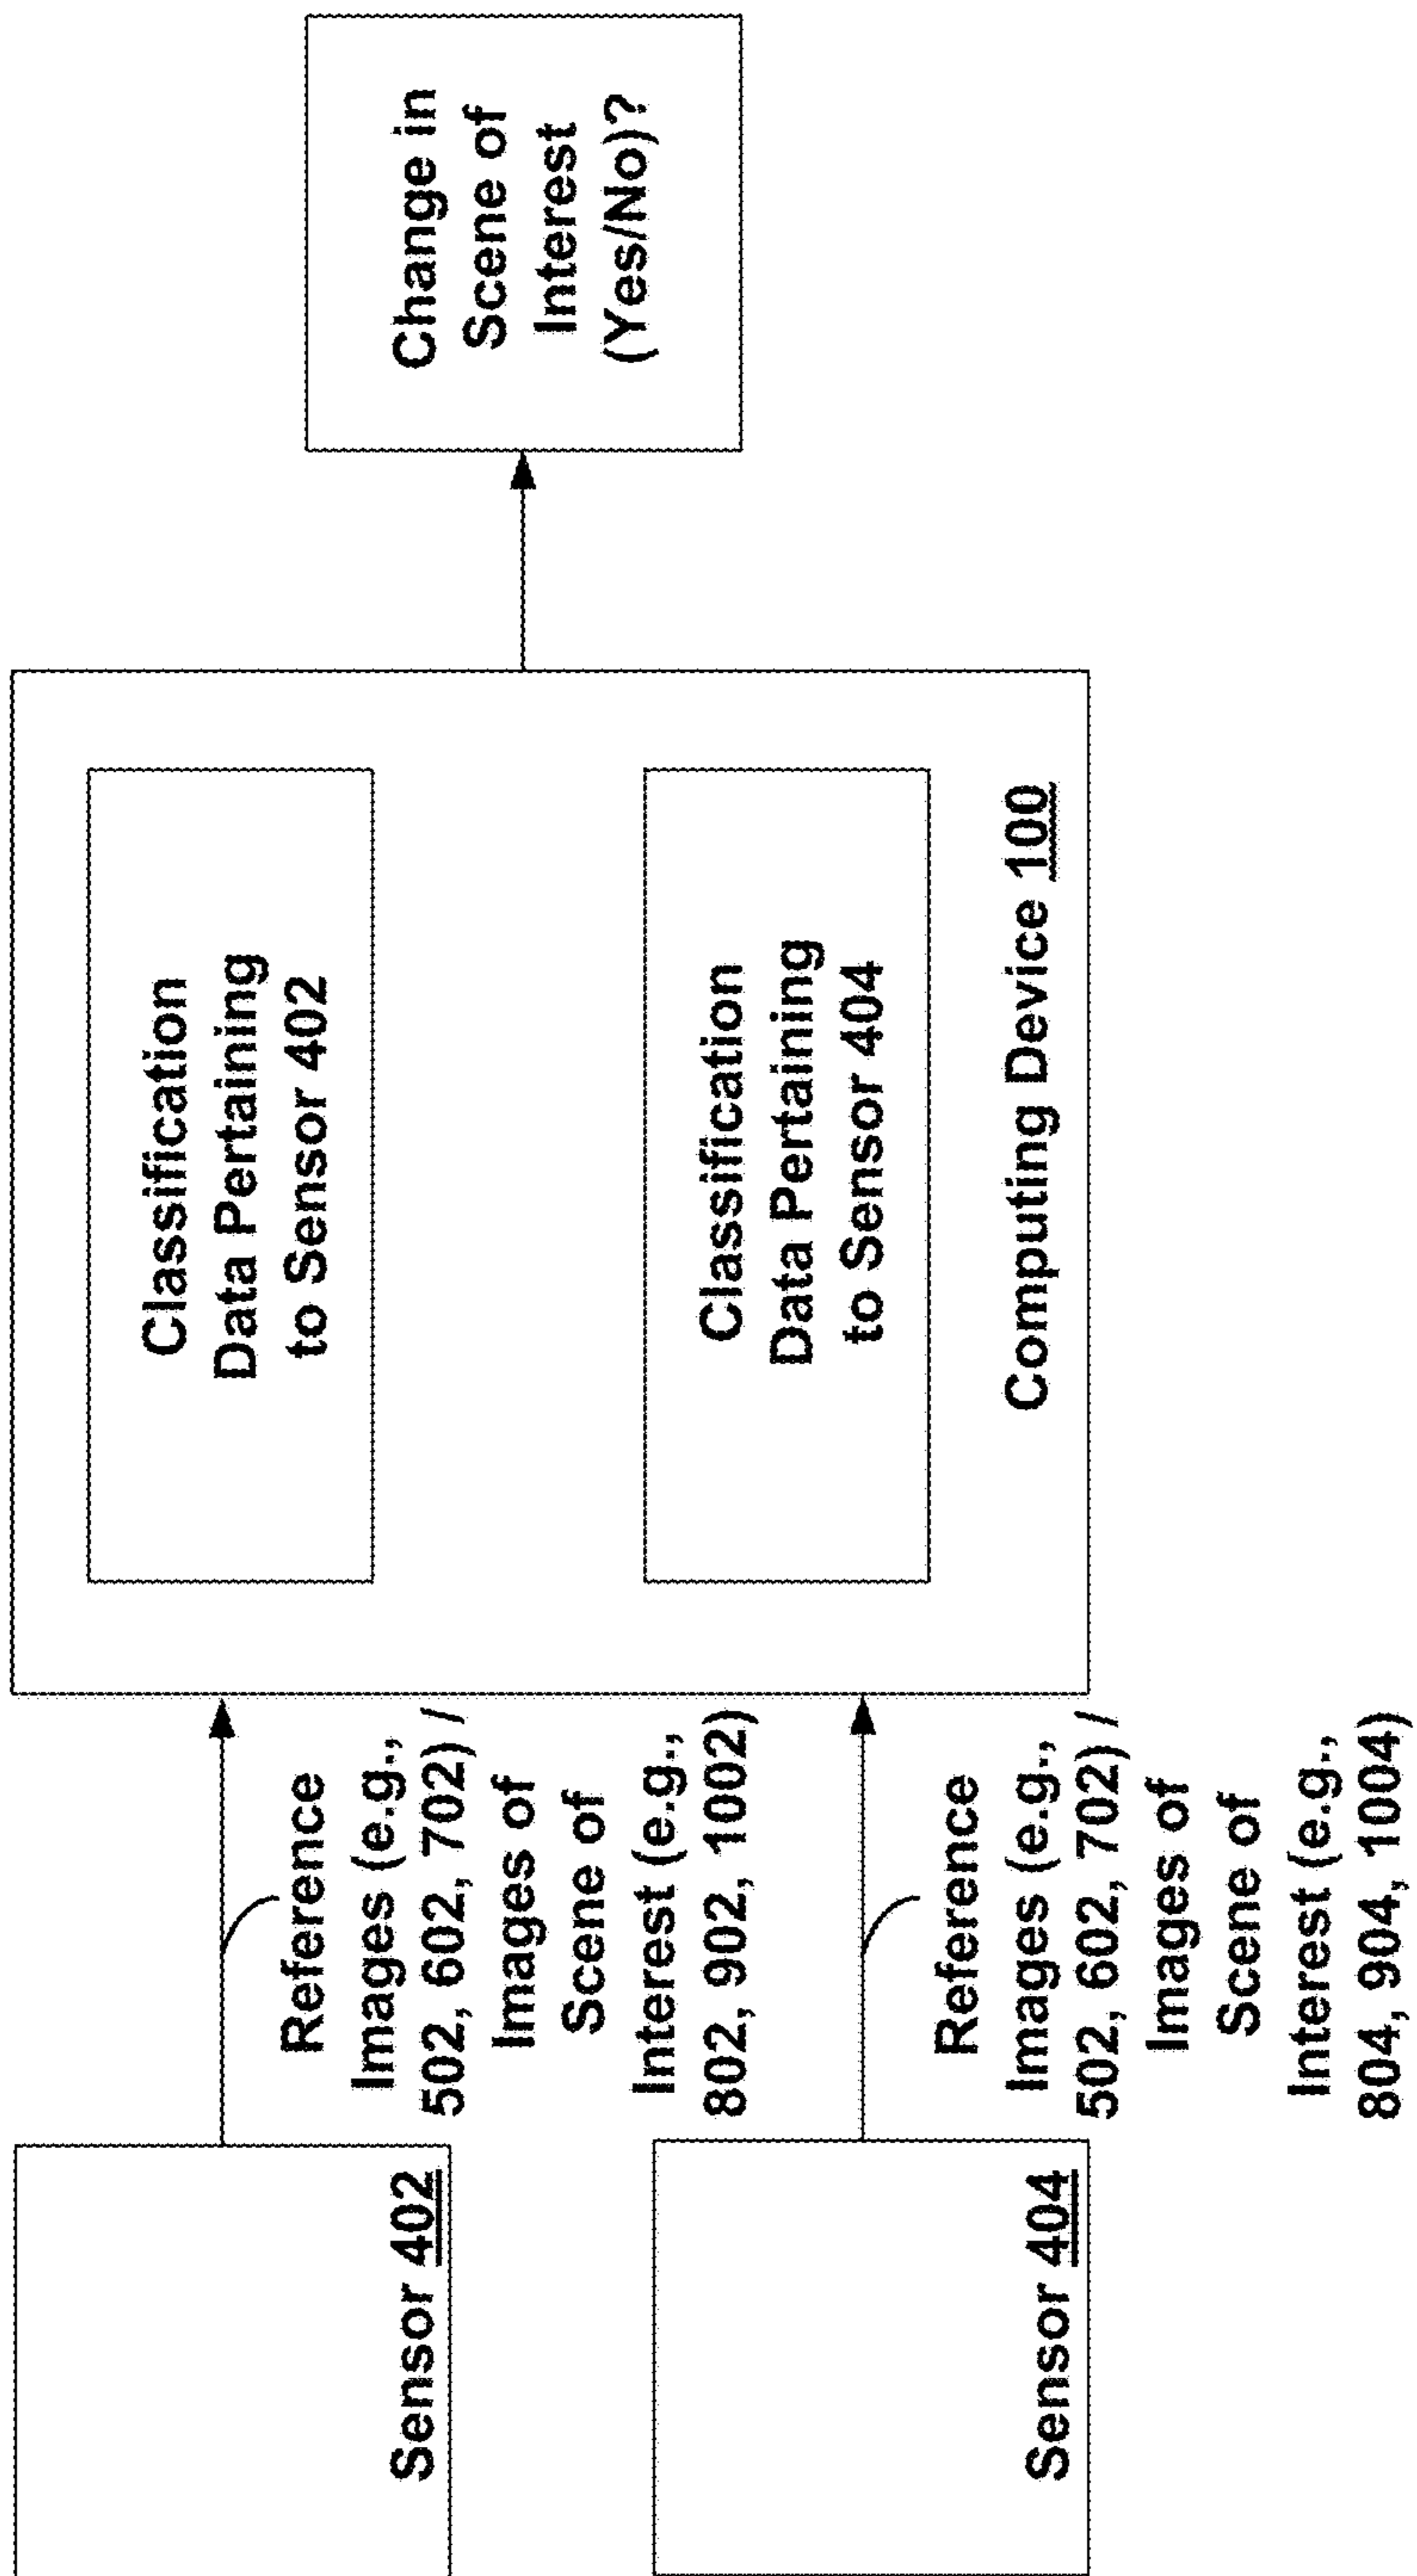 Sensor 402
Reference
Images (e.g.,
502, 602, 702) /
Images of
Scene of
Interest (e.g.,
802, 902, 1002)
Sensor 404
Reference
Images (e.g.,
502, 602, 702) /
Images of
Scene of
Interest (e.g.,
804, 904, 1004)
Classification
Data Pertaining
to Sensor 402
Classification
Data Pertaining
to Sensor 404
Computing Device 100
Change in
Scene of
Interest
(Yes/No)?